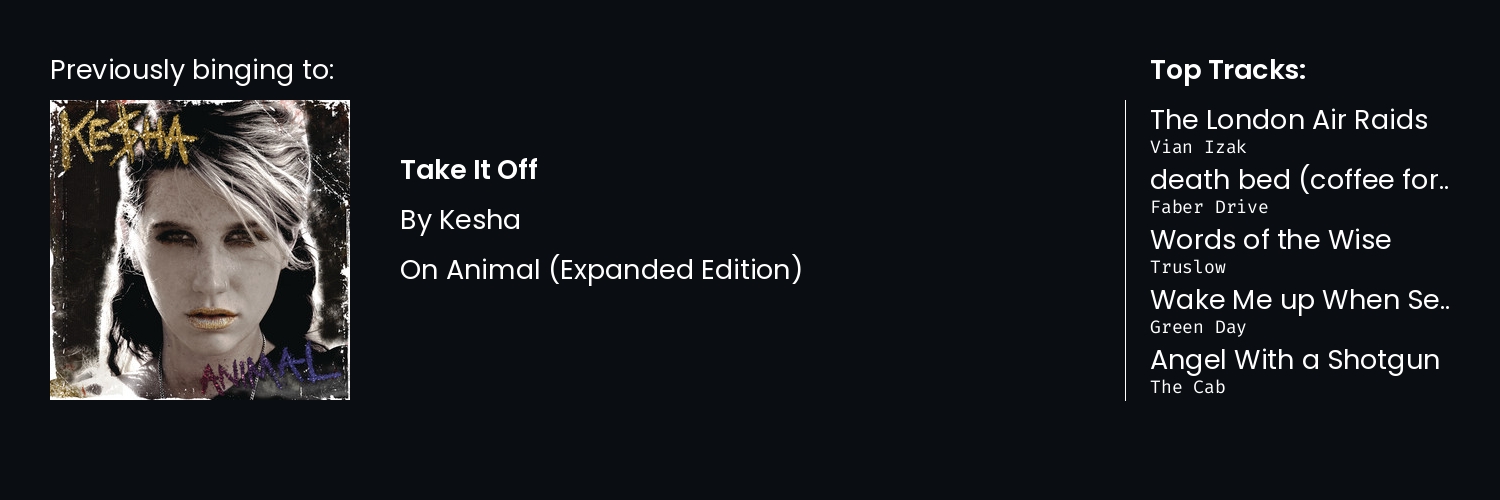 Previously binging to:
KE$HA
ANIMAL
Take It Off
By Kesha
On Animal (Expanded Edition)
Top Tracks:
The London Air Raids
Vian Izak
death bed (coffee for..
Faber Drive
Words of the Wise
Truslow
Wake Me up When Se..
Green Day
Angel With a Shotgun
The Cab